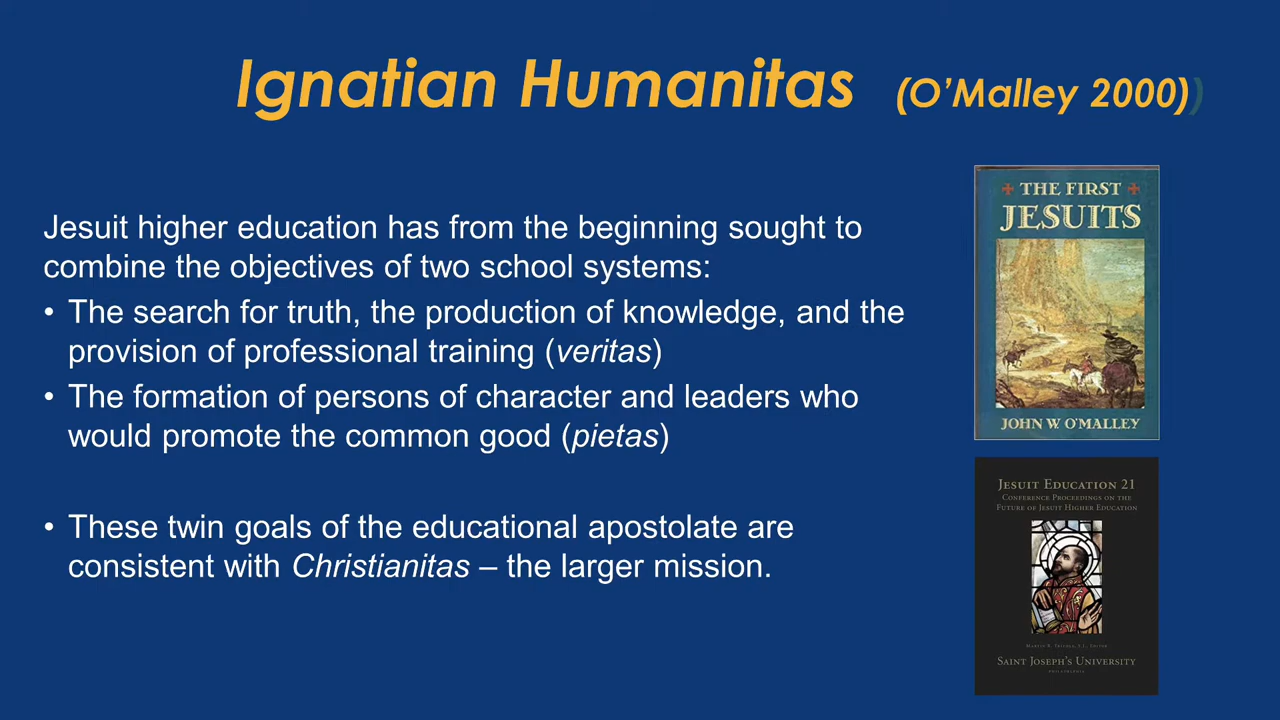 Ignatian Humanitas (O’Malley 2000))
Jesuit higher education has from the beginning sought to
combine the objectives of two school systems:
• The search for truth, the production of knowledge, and the
provision of professional training (veritas)
• The formation of persons of character and leaders who
would promote the common good (pietas)
• These twin goals of the educational apostolate are
consistent with Christianitas – the larger mission.
THE FIRST
JESUITS
JOHN W. O'MALLEY
JESUIT EDUCATION 21
CONFERENCE PROCEEDINGS ON THE
FUTURE OF JESUIT HIGHER EDUCATION
SAINT JOSEPH'S UNIVERSITY
PHILADELPHIA